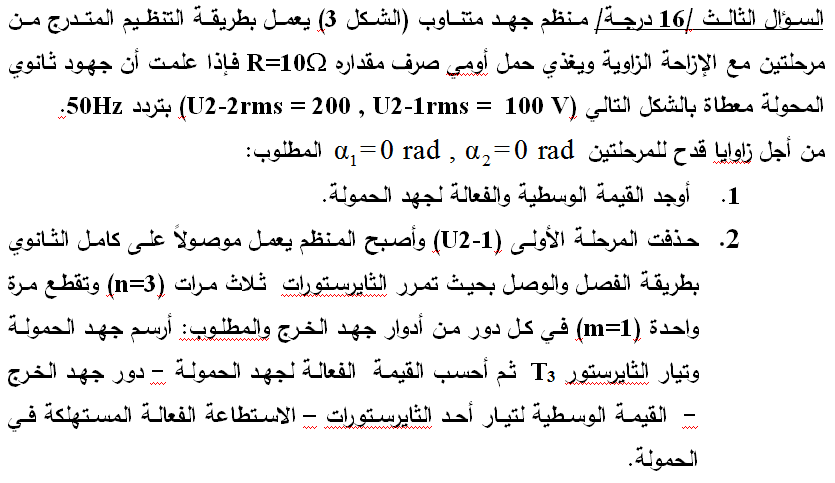 السؤال الثالث /16 درجة/ منظم جهد متناوب (الشكل 3) يعمل بطريقة التنظيم المتدرج من
مرحلتين مع الإزاحة الزاوية ويغذي حمل أومي صرف مقداره R=10Ω فإذا علمت أن جهود ثانوي
المحولة معطاة بالشكل التالي (U2-2rms = 200 , U2-1rms = 100 V) بتردد 50Hz.
من أجل زاوايا قدح للمرحلتين α₁=0 rad , α₂=0 rad المطلوب:
1. أوجد القيمة الوسطية والفعالة لجهد الحمولة.
2. حذفت المرحلة الأولى (U2-1) وأصبح المنظم يعمل موصولاً على كامل الثانوي
بطريقة الفصل والوصل بحيث تمرر الثايرستورات ثلاث مرات (n=3) وتقطع مرة
واحدة (m=1) في كل دور من أدوار جهد الخرج والمطلوب: أرسم جهد الحمولة
وتيار الثايرستور T₃ ثم أحسب القيمة الفعالة لجهد الحمولة – دور جهد الخرج
– القيمة الوسطية لتيار أحد الثايرستورات – الاستطاعة الفعالة المستهلكة في
الحمولة.